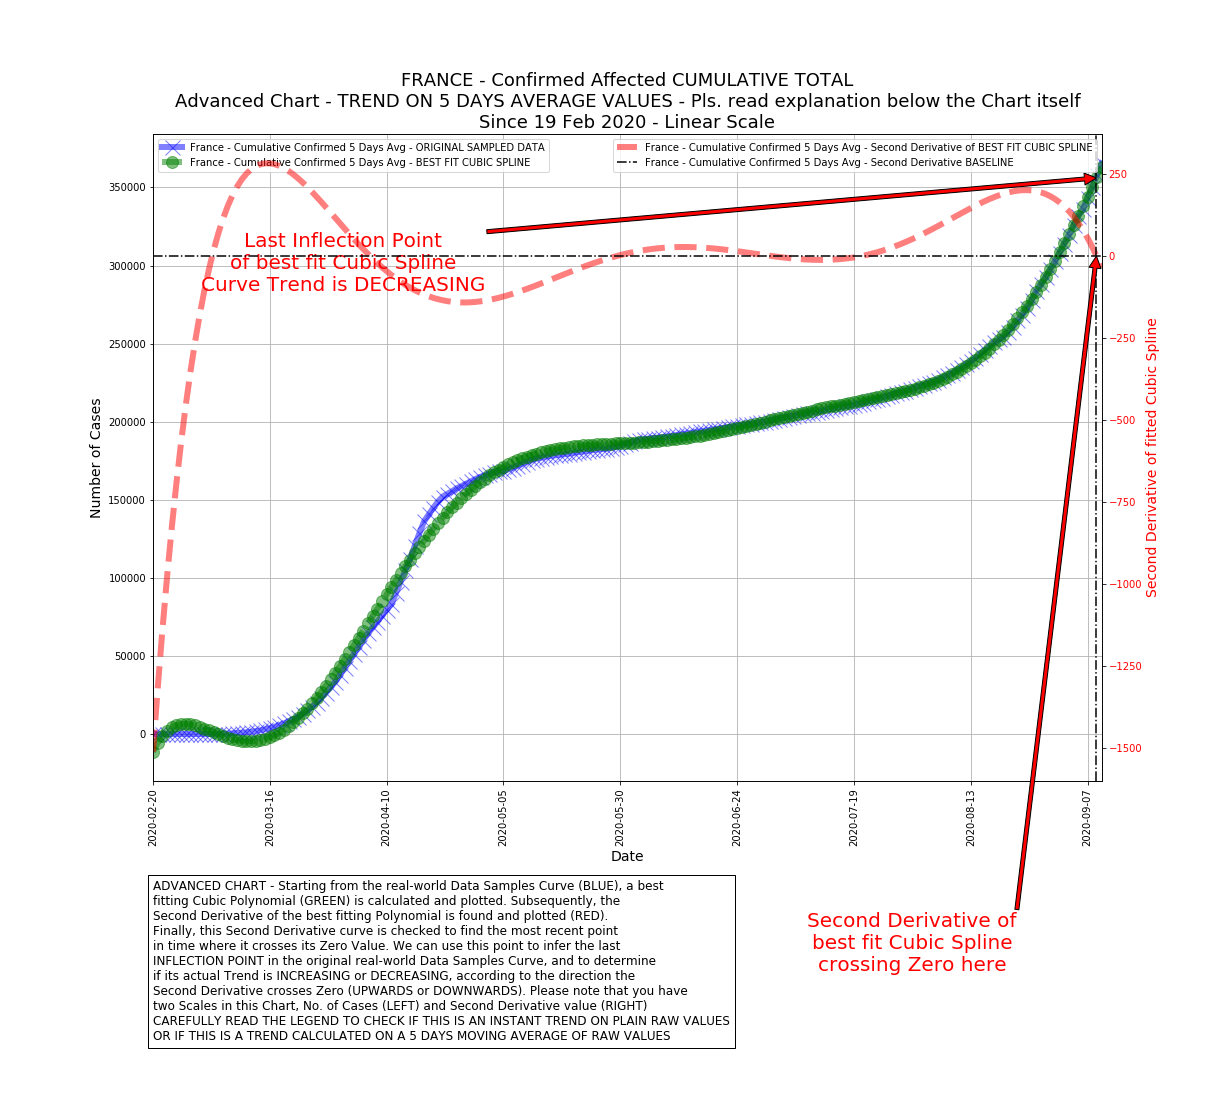 FRANCE - Confirmed Affected CUMULATIVE TOTAL
Advanced Chart - TREND ON 5 DAYS AVERAGE VALUES - Pls. read explanation below the Chart itself
Since 19 Feb 2020 - Linear Scale
France - Cumulative Confirmed 5 Days Avg - ORIGINAL SAMPLED DATA
France - Cumulative Confirmed 5 Days Avg - BEST FIT CUBIC SPLINE
France - Cumulative Confirmed 5 Days Avg - Second Derivative of BEST FIT CUBIC SPLINE
France - Cumulative Confirmed 5 Days Avg - Second Derivative BASELINE
Last Inflection Point
of best fit Cubic Spline
Curve Trend is DECREASING
Number of Cases
350000
300000
250000
200000
150000
100000
50000
0
250
0
−250
−500
−750
−1000
−1250
−1500
Second Derivative of fitted Cubic Spline
2020-02-20
2020-03-16
2020-04-10
2020-05-05
2020-05-30
2020-06-24
2020-07-19
2020-08-13
2020-09-07
Date
ADVANCED CHART - Starting from the real-world Data Samples Curve (BLUE), a best
fitting Cubic Polynomial (GREEN) is calculated and plotted. Subsequently, the
Second Derivative of the best fitting Polynomial is found and plotted (RED).
Finally, this Second Derivative curve is checked to find the most recent point
in time where it crosses its Zero Value. We can use this point to infer the last
INFLECTION POINT in the original real-world Data Samples Curve, and to determine
if its actual Trend is INCREASING or DECREASING, according to the direction the
Second Derivative crosses Zero (UPWARDS or DOWNWARDS). Please note that you have
two Scales in this Chart, No. of Cases (LEFT) and Second Derivative value (RIGHT)
CAREFULLY READ THE LEGEND TO CHECK IF THIS IS AN INSTANT TREND ON PLAIN RAW VALUES
OR IF THIS IS A TREND CALCULATED ON A 5 DAYS MOVING AVERAGE OF RAW VALUES
Second Derivative of
best fit Cubic Spline
crossing Zero here